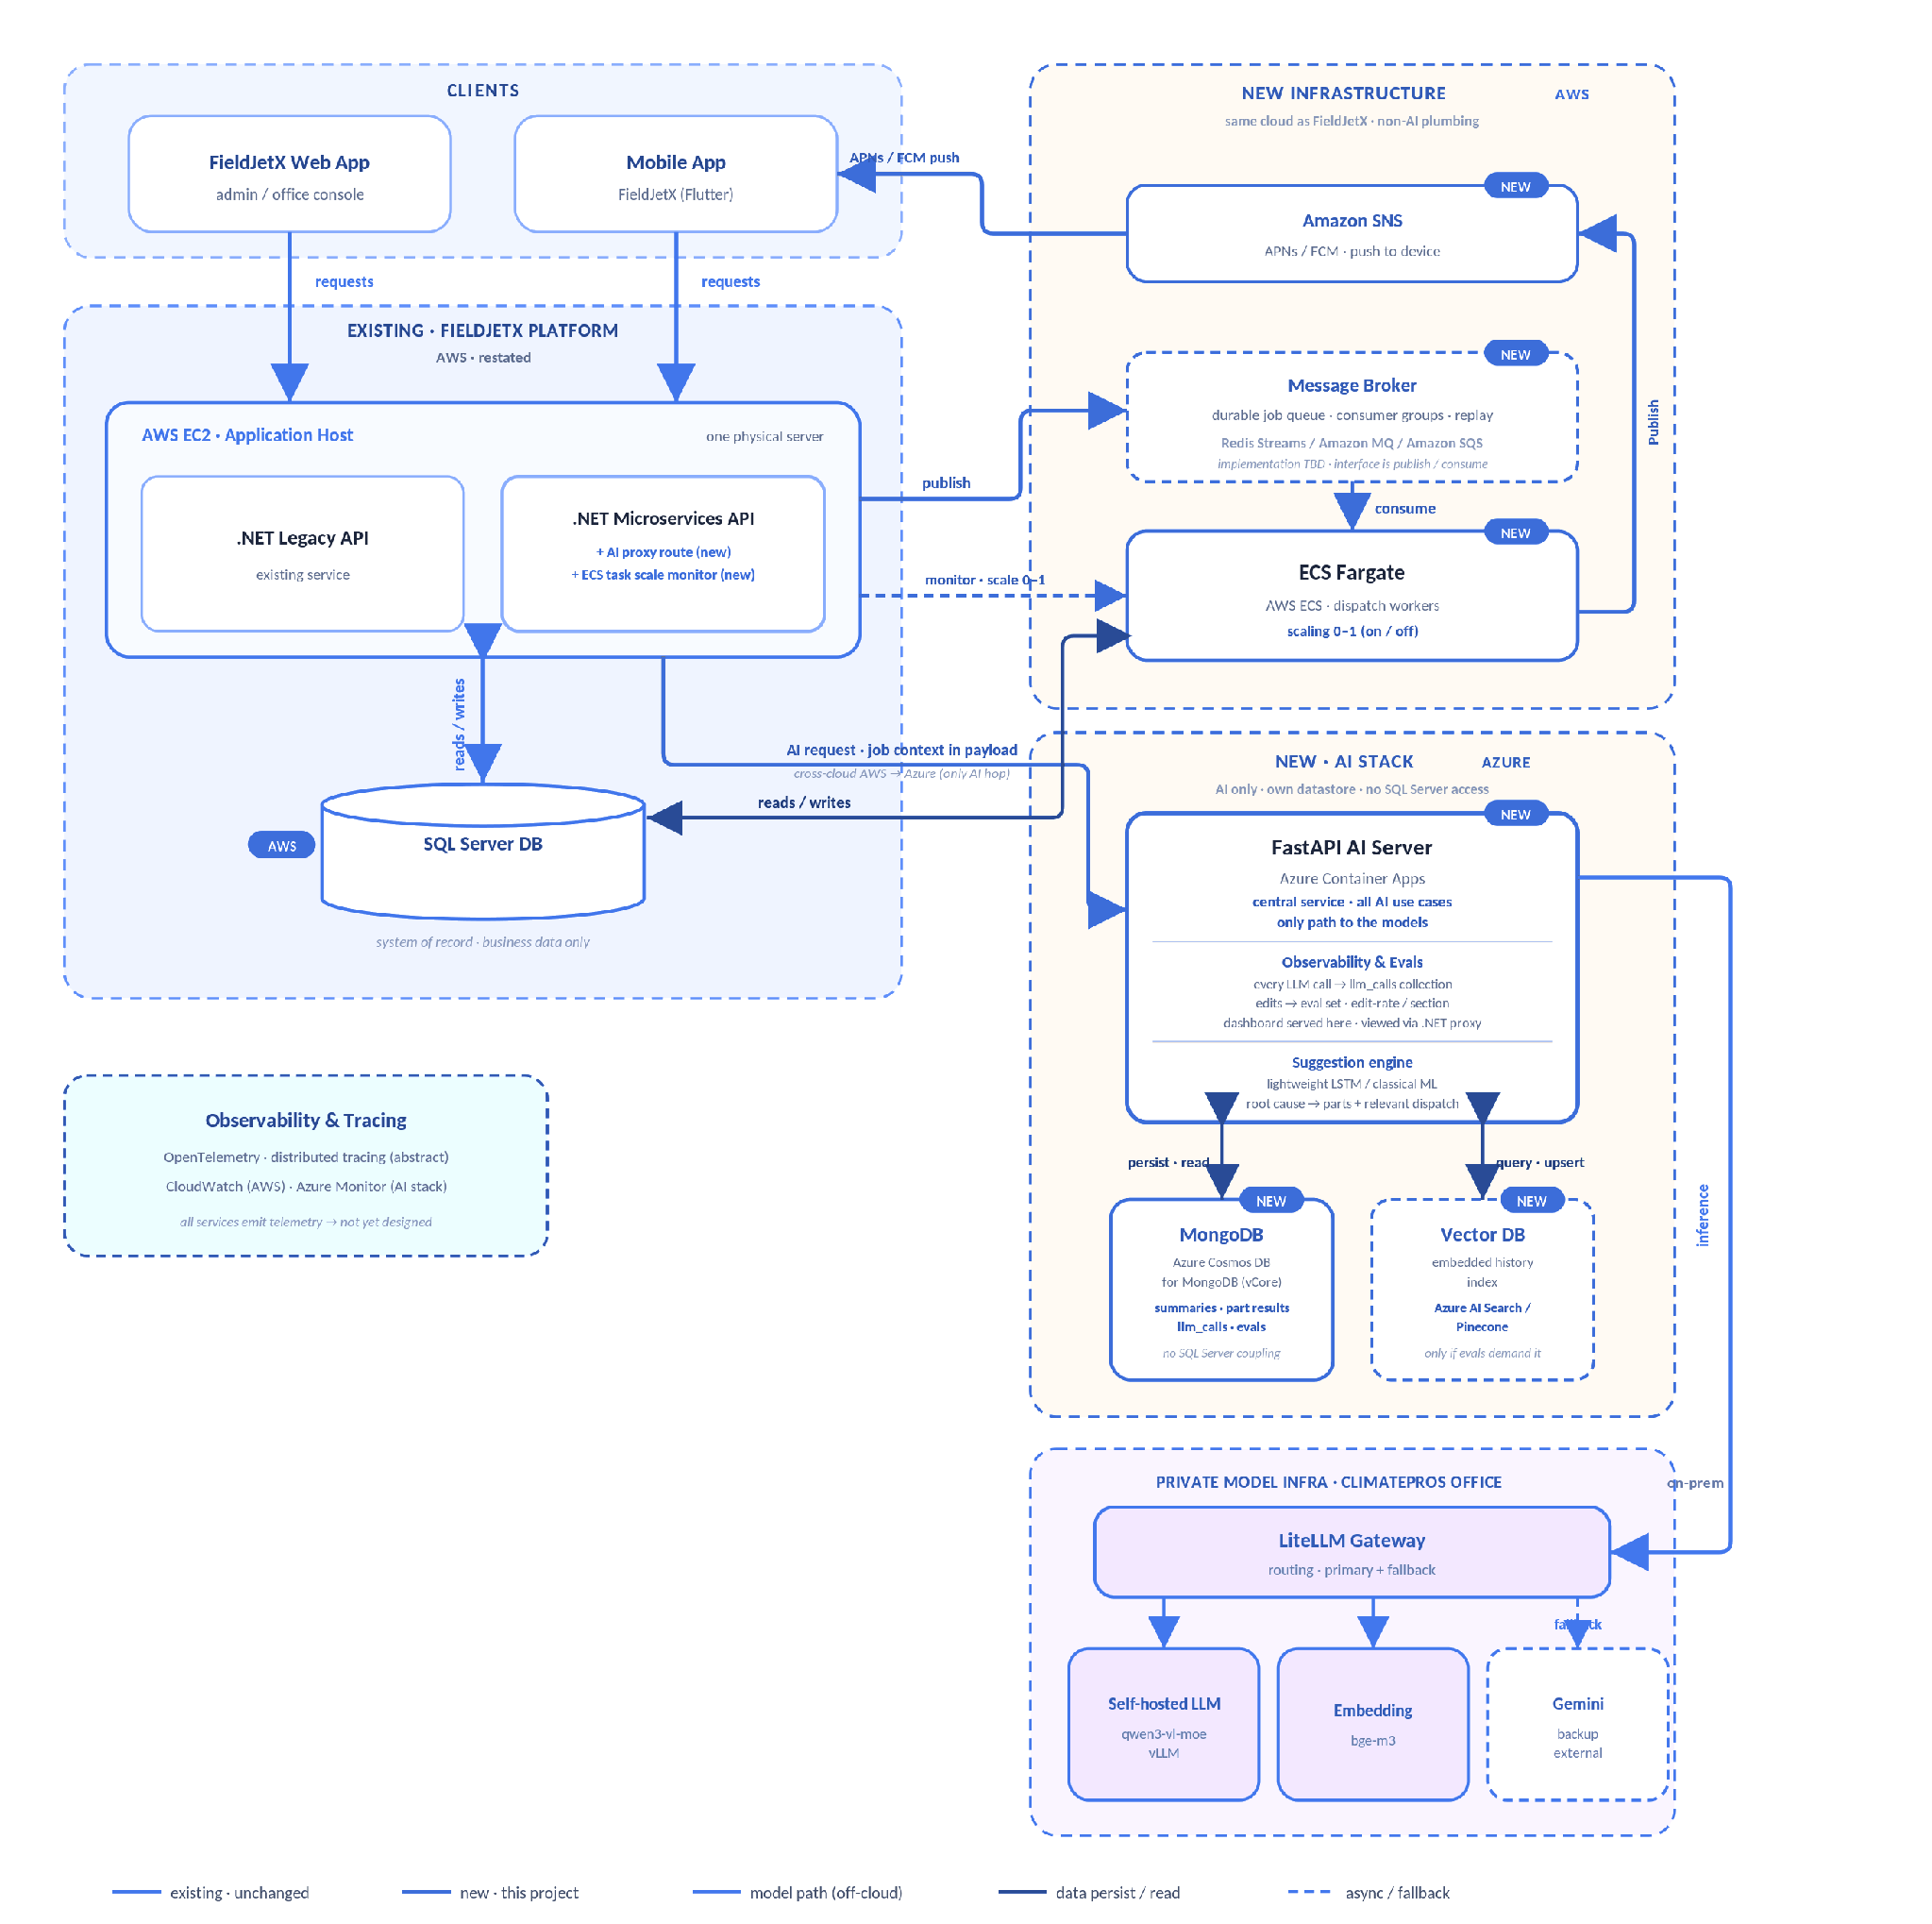 CLIENTS
FieldJetX Web App
admin / office console
Mobile App
FieldJetX (Flutter)
APNs / FCM push
requests
requests
EXISTING · FIELDJETX PLATFORM
AWS · restated
AWS EC2 · Application Host
one physical server
.NET Legacy API
existing service
.NET Microservices API
+ AI proxy route (new)
+ ECS task scale monitor (new)
publish
monitor · scale 0–1
reads / writes
AI request · job context in payload
cross-cloud AWS → Azure (only AI hop)
reads / writes
AWS
SQL Server DB
system of record · business data only
Observability & Tracing
OpenTelemetry · distributed tracing (abstract)
CloudWatch (AWS) · Azure Monitor (AI stack)
all services emit telemetry → not yet designed
NEW INFRASTRUCTURE
AWS
same cloud as FieldJetX · non-AI plumbing
NEW
Amazon SNS
APNs / FCM · push to device
NEW
Message Broker
durable job queue · consumer groups · replay
Redis Streams / Amazon MQ / Amazon SQS
implementation TBD · interface is publish / consume
Publish
consume
NEW
ECS Fargate
AWS ECS · dispatch workers
scaling 0–1 (on / off)
NEW · AI STACK
AZURE
AI only · own datastore · no SQL Server access
NEW
FastAPI AI Server
Azure Container Apps
central service · all AI use cases
only path to the models
Observability & Evals
every LLM call → llm_calls collection
edits → eval set · edit-rate / section
dashboard served here · viewed via .NET proxy
Suggestion engine
lightweight LSTM / classical ML
root cause → parts + relevant dispatch
persist · read
query · upsert
NEW
MongoDB
Azure Cosmos DB
for MongoDB (vCore)
summaries · part results
llm_calls · evals
no SQL Server coupling
NEW
Vector DB
embedded history
index
Azure AI Search /
Pinecone
only if evals demand it
inference
PRIVATE MODEL INFRA · CLIMATEPROS OFFICE
on-prem
LiteLLM Gateway
routing · primary + fallback
fallback
Self-hosted LLM
qwen3-vl-moe
vLLM
Embedding
bge-m3
Gemini
backup
external
existing · unchanged
new · this project
model path (off-cloud)
data persist / read
async / fallback